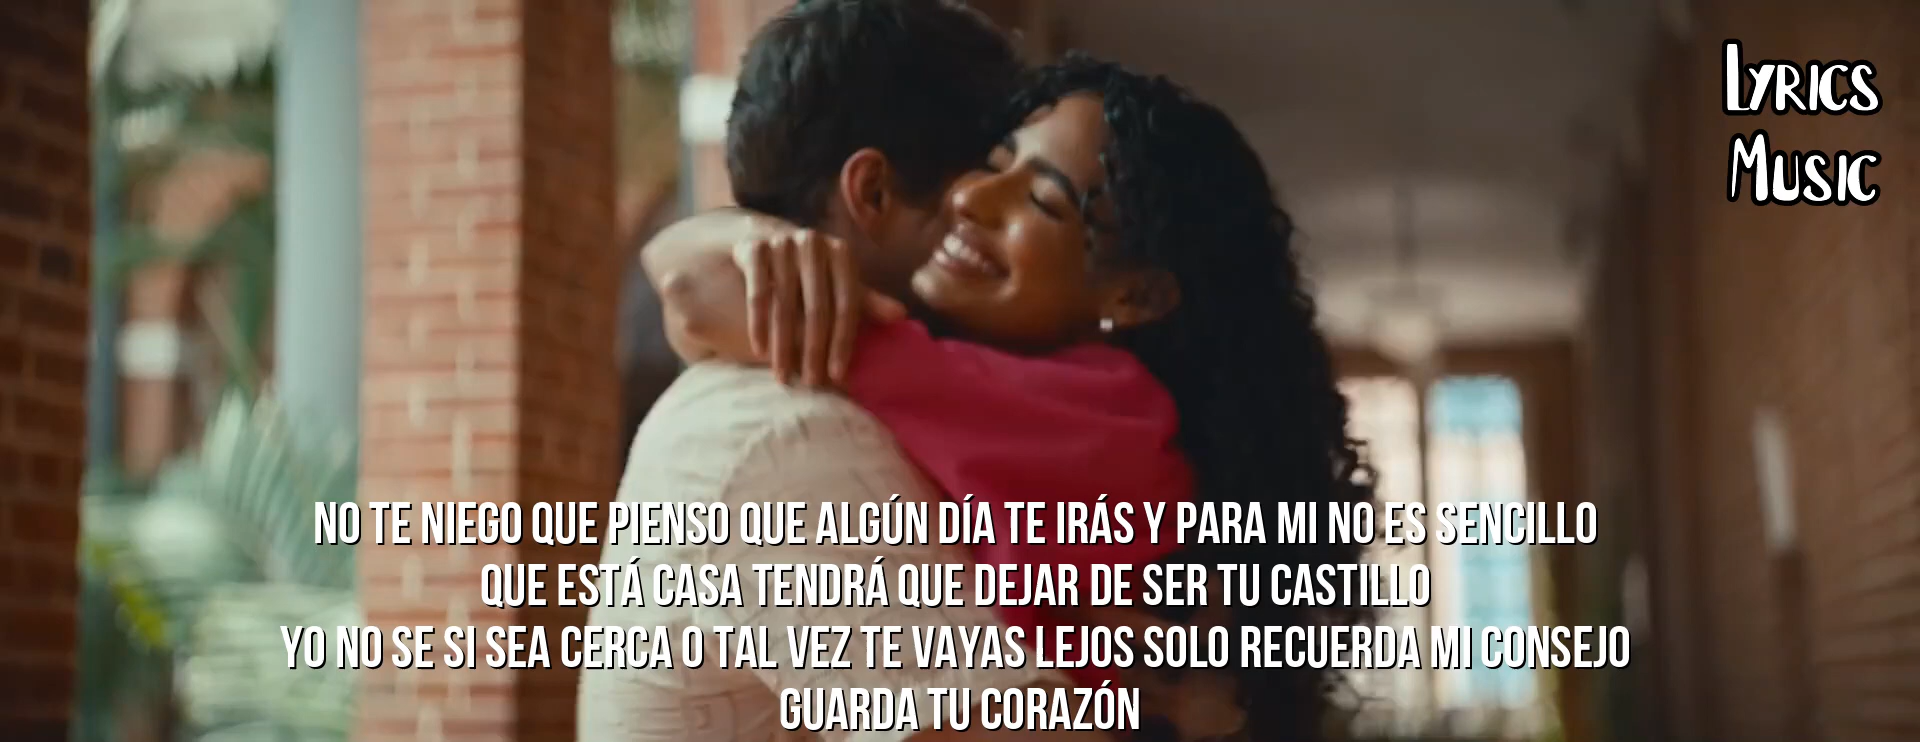 LYRICS
MUSIC
NO TE NIEGO QUE PIENSO QUE ALGÚN DÍA TE IRÁS Y PARA MI NO ES SENCILLO
QUE ESTÁ CASA TENDRÁ QUE DEJAR DE SER TU CASTILLO
YO NO SE SI SEA CERCA O TAL VEZ TE VAYAS LEJOS SOLO RECUERDA MI CONSEJO
GUARDA TU CORAZÓN